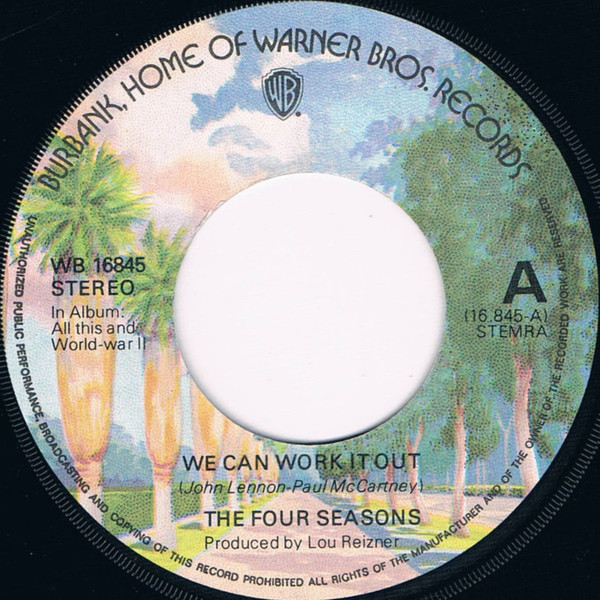 BURBANK, HOME OF WARNER BROS. RECORDS
WB
WB 16845
STEREO
In Album:
All this and
World-war II
A
(16.845-A)
STEMRA
WE CAN WORK IT OUT
(John Lennon-Paul McCartney)
THE FOUR SEASONS
Produced by Lou Reizner
UNAUTHORIZED PUBLIC PERFORMANCE, BROADCASTING AND COPYING OF THIS RECORD PROHIBITED ALL RIGHTS OF THE MANUFACTURER AND OF THE OWNER OF THE RECORDED WORK ARE RESERVED